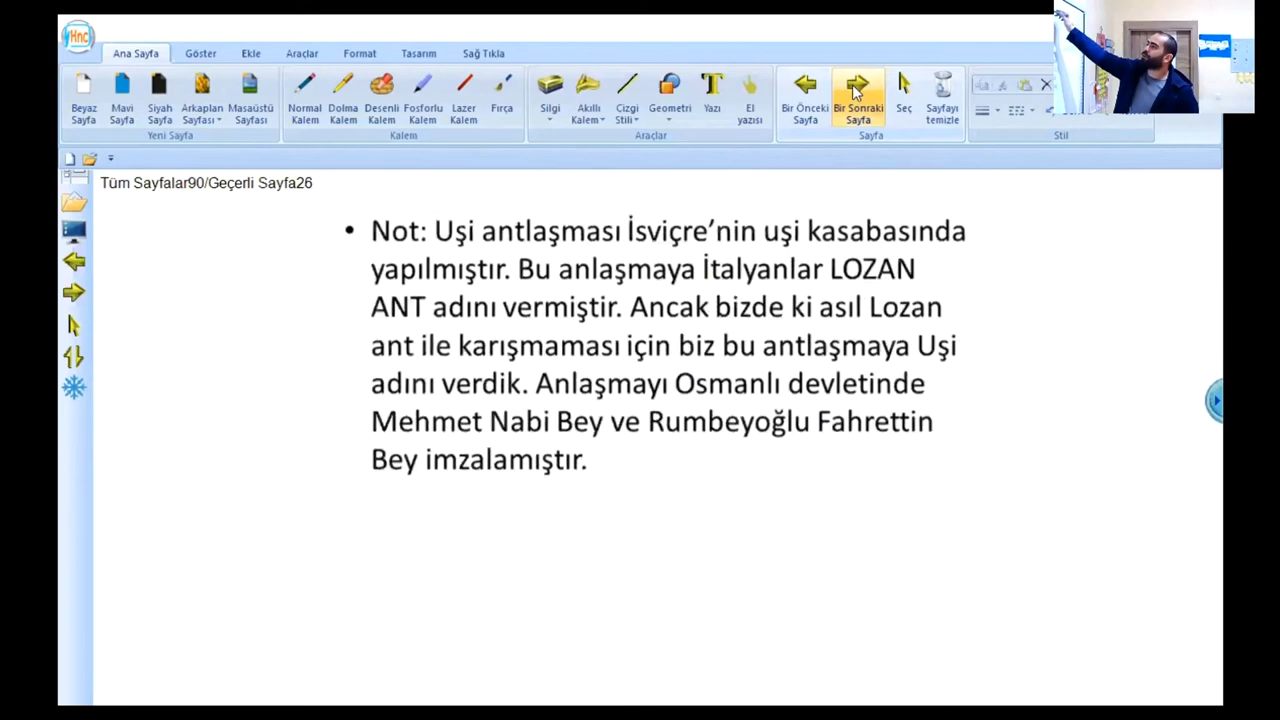 Hnc
Ana Sayfa Göster Ekle Araçlar Format Tasarım Sağ Tıkla
Beyaz Sayfa Mavi Sayfa Siyah Sayfa Arkaplan Sayfası Masaüstü Sayfası
Yeni Sayfa
Normal Kalem Dolma Kalem Desenli Kalem Fosforlu Kalem Lazer Kalem Fırça
Kalem
Silgi Akıllı Kalem Çizgi Stili Geometri Yazı El yazısı
Araçlar
Bir Önceki Sayfa Bir Sonraki Sayfa Seç Sayfayı temizle
Sayfa
Stil
Tüm Sayfalar90/Geçerli Sayfa26
• Not: Uşi antlaşması İsviçre’nin uşi kasabasında
yapılmıştır. Bu anlaşmaya İtalyanlar LOZAN
ANT adını vermiştir. Ancak bizde ki asıl Lozan
ant ile karışmaması için biz bu antlaşmaya Uşi
adını verdik. Anlaşmayı Osmanlı devletinde
Mehmet Nabi Bey ve Rumbeyoğlu Fahrettin
Bey imzalamıştır.